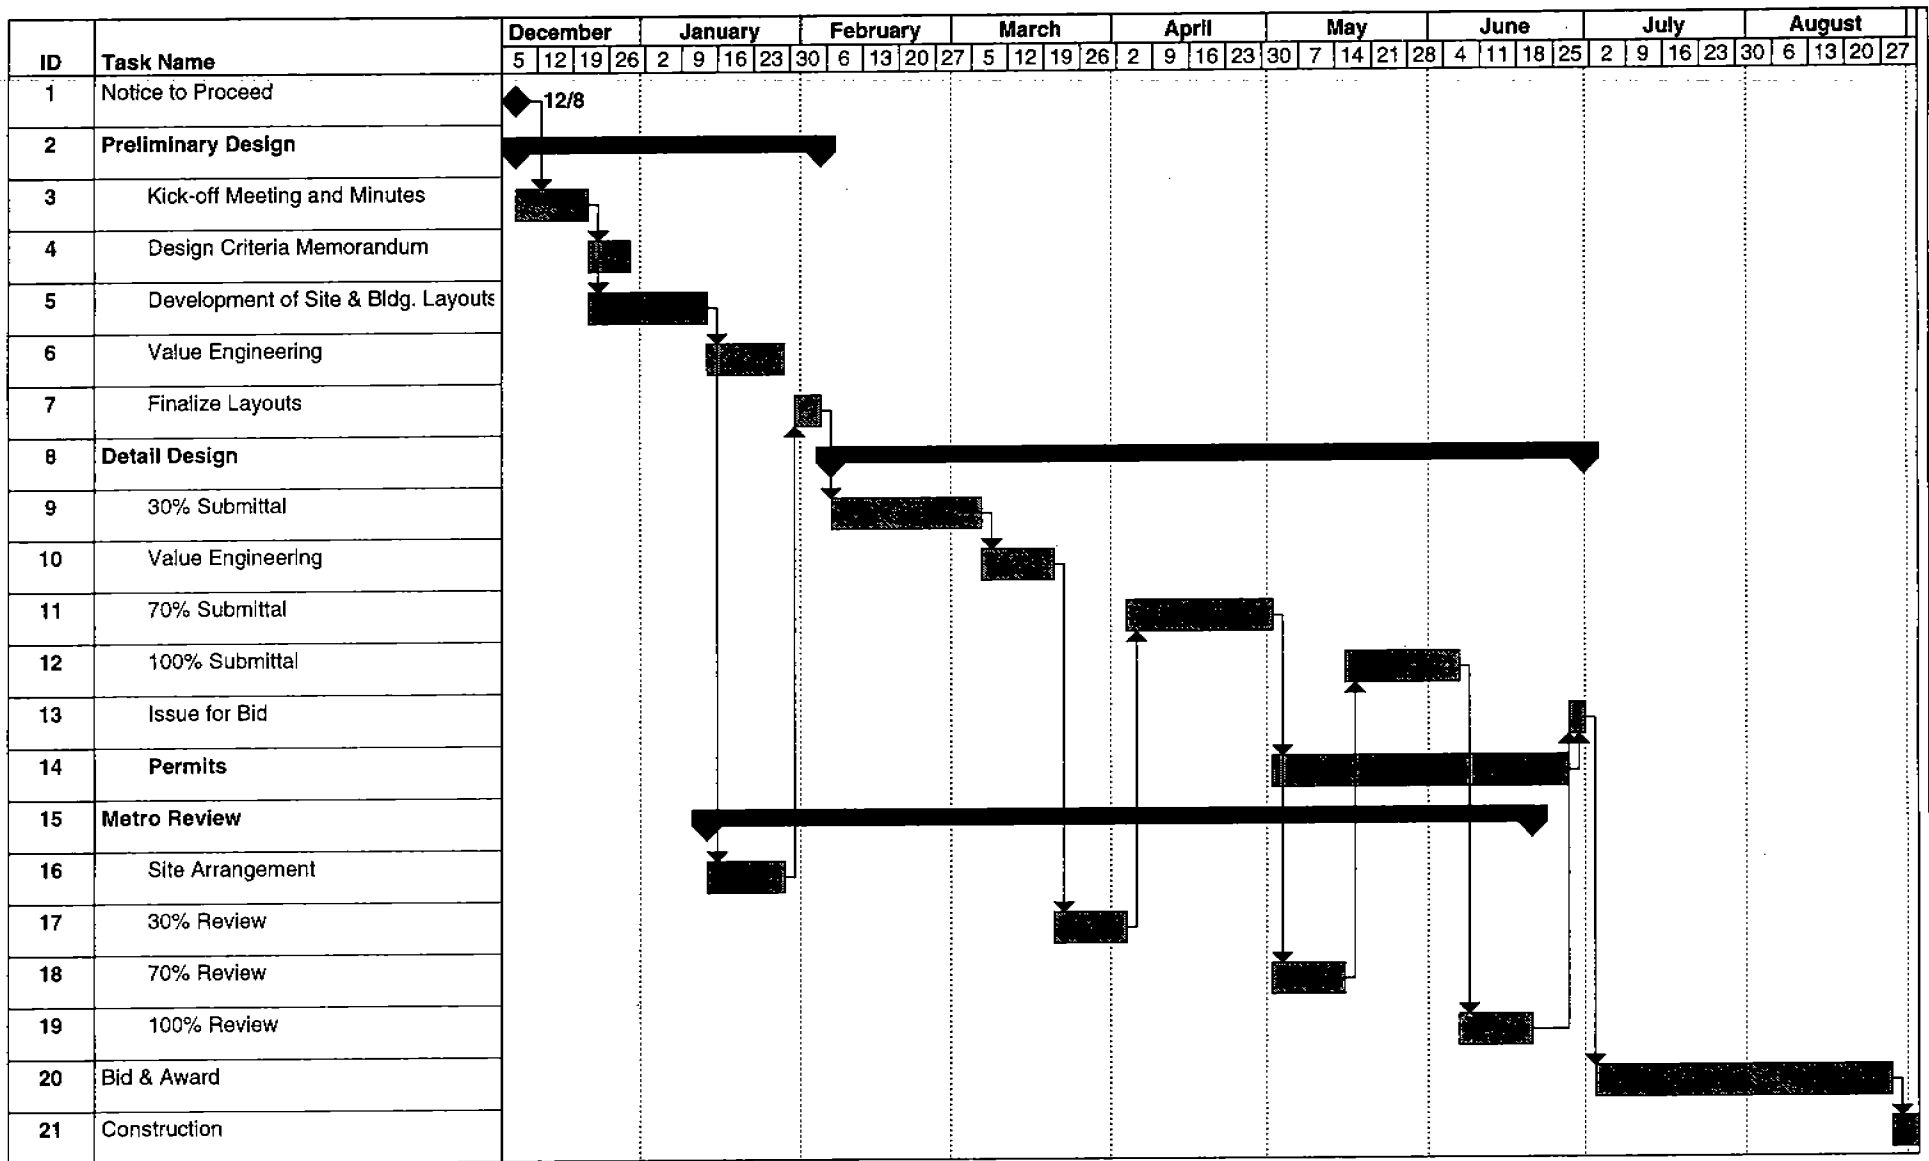 December January February March April May June July August
ID Task Name 5 12 19 26 2 9 16 23 30 6 13 20 27 5 12 19 26 2 9 16 23 30 7 14 21 28 4 11 18 25 2 9 16 23 30 6 13 20 27
1 Notice to Proceed 12/8
2 Preliminary Design
3 Kick-off Meeting and Minutes
4 Design Criteria Memorandum
5 Development of Site & Bldg. Layouts
6 Value Engineering
7 Finalize Layouts
8 Detail Design
9 30% Submittal
10 Value Engineering
11 70% Submittal
12 100% Submittal
13 Issue for Bid
14 Permits
15 Metro Review
16 Site Arrangement
17 30% Review
18 70% Review
19 100% Review
20 Bid & Award
21 Construction